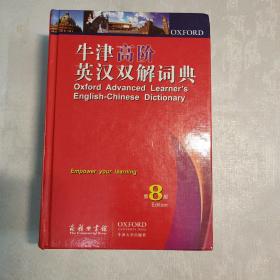 OXFORD
牛津高阶
英汉双解词典
Oxford Advanced Learner's
English-Chinese Dictionary
Empower your learning
第8版
Edition
商务印书馆
The Commercial Press
OXFORD
UNIVERSITY PRESS
牛津大学出版社